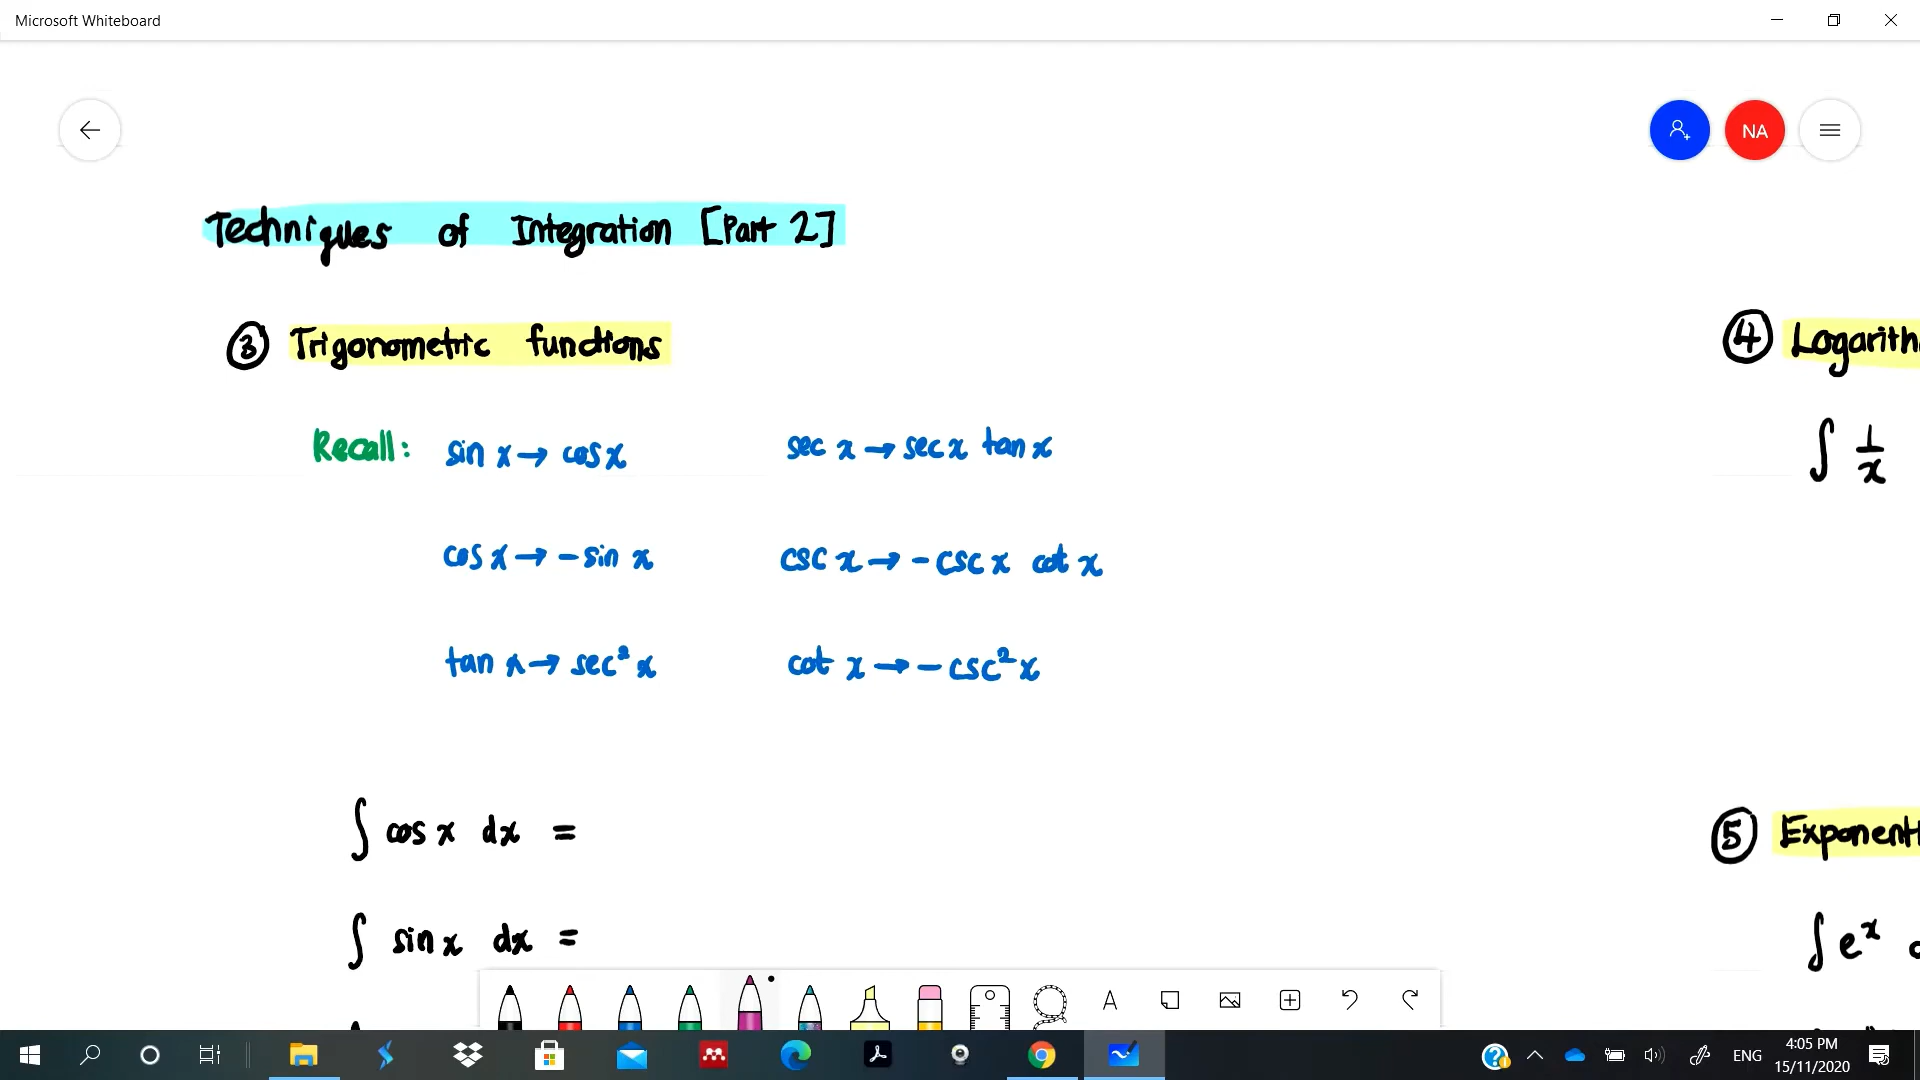 Microsoft Whiteboard
NA
Techniques of Integration [Part 2]
③ Trigonometric functions
Recall: sin x → cos x
sec x → sec x tan x
cos x → - sin x
csc x → - csc x cot x
tan x → sec² x
cot x → - csc² x
∫ cos x dx =
∫ sin x dx =
④ Logarith
∫ 1/x
⑤ Exponent
∫ eˣ
A
ENG
4:05 PM
15/11/2020